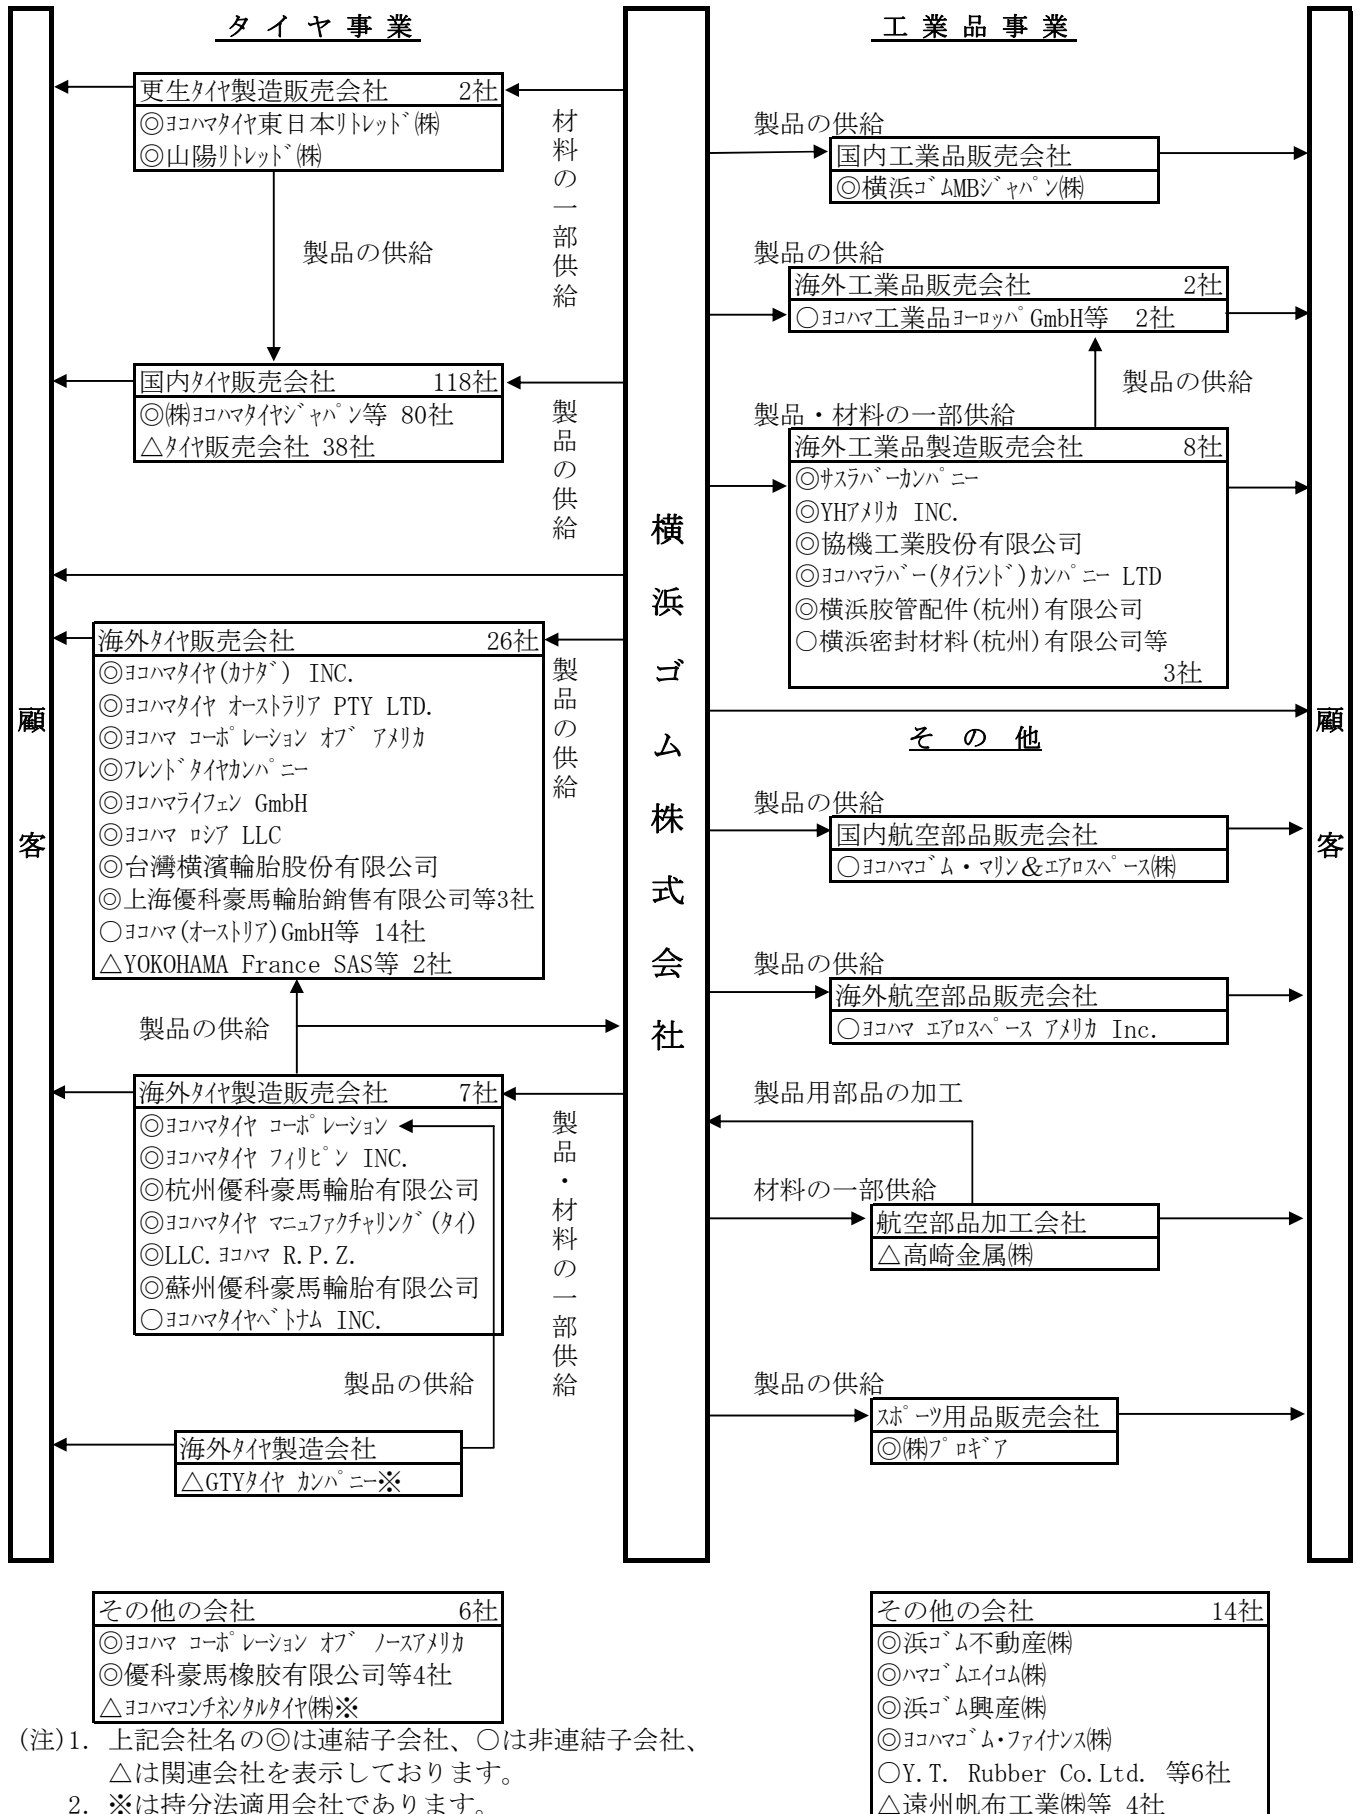 タイヤ事業
更生ﾀｲﾔ製造販売会社 2社
◎ﾖｺﾊﾏﾀｲﾔ東日本ﾘﾄﾚｯﾄﾞ㈱
◎山陽ﾘﾄﾚｯﾄﾞ㈱
材料の一部供給
製品の供給
国内ﾀｲﾔ販売会社 118社
◎㈱ﾖｺﾊﾏﾀｲﾔｼﾞｬﾊﾟﾝ等 80社
△ﾀｲﾔ販売会社 38社
製品の供給
海外ﾀｲﾔ販売会社 26社
◎ﾖｺﾊﾏﾀｲﾔ(ｶﾅﾀﾞ) INC.
◎ﾖｺﾊﾏﾀｲﾔ ｵｰｽﾄﾗﾘｱ PTY LTD.
◎ﾖｺﾊﾏ ｺｰﾎﾟﾚｰｼｮﾝ ｵﾌﾞ ｱﾒﾘｶ
◎ﾌﾚﾝﾄﾞﾀｲﾔｶﾝﾊﾟﾆｰ
◎ﾖｺﾊﾏﾗｲﾌｪﾝ GmbH
◎ﾖｺﾊﾏ ﾛｼｱ LLC
◎台灣横濱輪胎股份有限公司
◎上海優科豪馬輪胎銷售有限公司等3社
○ﾖｺﾊﾏ(ｵｰｽﾄﾘｱ)GmbH等 14社
△YOKOHAMA France SAS等 2社
製品の供給
製品の供給
海外ﾀｲﾔ製造販売会社 7社
◎ﾖｺﾊﾏﾀｲﾔ ｺｰﾎﾟﾚｰｼｮﾝ
◎ﾖｺﾊﾏﾀｲﾔ ﾌｨﾘﾋﾟﾝ INC.
◎杭州優科豪馬輪胎有限公司
◎ﾖｺﾊﾏﾀｲﾔ ﾏﾆｭﾌｧｸﾁｬﾘﾝｸﾞ(ﾀｲ)
◎LLC.ﾖｺﾊﾏ R.P.Z.
◎蘇州優科豪馬輪胎有限公司
○ﾖｺﾊﾏﾀｲﾔﾍﾞﾄﾅﾑ INC.
製品・材料の一部供給
製品の供給
海外ﾀｲﾔ製造会社
△GTYﾀｲﾔ ｶﾝﾊﾟﾆｰ※
顧客
横浜ゴム株式会社
工業品事業
製品の供給
国内工業品販売会社
◎横浜ｺﾞﾑMBｼﾞｬﾊﾟﾝ㈱
製品の供給
海外工業品販売会社 2社
○ﾖｺﾊﾏ工業品ﾖｰﾛｯﾊﾟGmbH等 2社
製品の供給
製品・材料の一部供給
海外工業品製造販売会社 8社
◎ｻｽﾗﾊﾞｰｶﾝﾊﾟﾆｰ
◎YHｱﾒﾘｶ INC.
◎協機工業股份有限公司
◎ﾖｺﾊﾏﾗﾊﾞｰ(ﾀｲﾗﾝﾄﾞ)ｶﾝﾊﾟﾆｰ LTD
◎横浜胶管配件(杭州)有限公司
○横浜密封材料(杭州)有限公司等
3社
その他
製品の供給
国内航空部品販売会社
○ﾖｺﾊﾏｺﾞﾑ・ﾏﾘﾝ＆ｴｱﾛｽﾍﾟｰｽ㈱
製品の供給
海外航空部品販売会社
○ﾖｺﾊﾏ ｴｱﾛｽﾍﾟｰｽ ｱﾒﾘｶ Inc.
製品用部品の加工
材料の一部供給
航空部品加工会社
△高崎金属㈱
製品の供給
ｽﾎﾟｰﾂ用品販売会社
◎㈱ﾌﾟﾛｷﾞｱ
顧客
その他の会社 6社
◎ﾖｺﾊﾏ ｺｰﾎﾟﾚｰｼｮﾝ ｵﾌﾞ ﾉｰｽｱﾒﾘｶ
◎優科豪馬橡胶有限公司等4社
△ﾖｺﾊﾏｺﾝﾁﾈﾝﾀﾙﾀｲﾔ㈱※
その他の会社 14社
◎浜ｺﾞﾑ不動産㈱
◎ﾊﾏｺﾞﾑｴｲｺﾑ㈱
◎浜ｺﾞﾑ興産㈱
◎ﾖｺﾊﾏｺﾞﾑ･ﾌｧｲﾅﾝｽ㈱
○Y.T. Rubber Co.Ltd. 等6社
△遠州帆布工業㈱等 4社
(注)1. 上記会社名の◎は連結子会社、○は非連結子会社、
△は関連会社を表示しております。
2. ※は持分法適用会社であります。